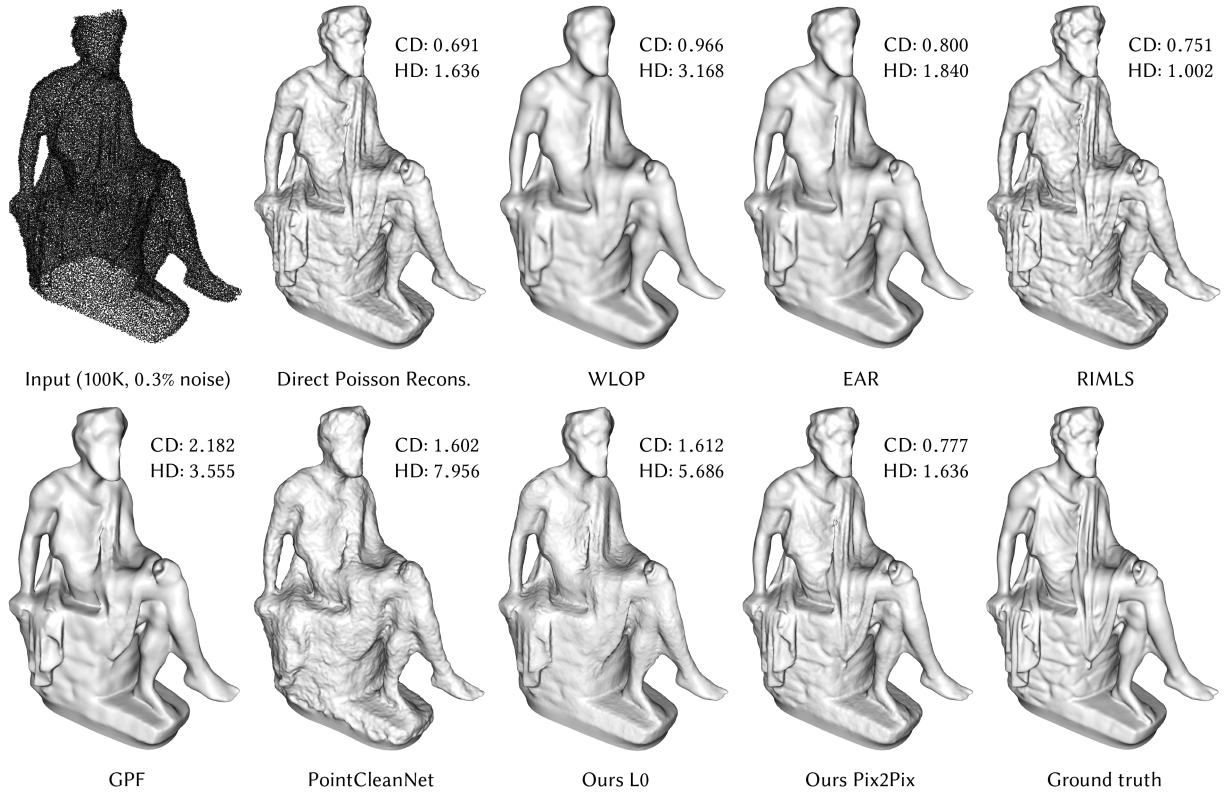 CD: 0.691
HD: 1.636
CD: 0.966
HD: 3.168
CD: 0.800
HD: 1.840
CD: 0.751
HD: 1.002
Input (100K, 0.3% noise)
Direct Poisson Recons.
WLOP
EAR
RIMLS
CD: 2.182
HD: 3.555
CD: 1.602
HD: 7.956
CD: 1.612
HD: 5.686
CD: 0.777
HD: 1.636
GPF
PointCleanNet
Ours L0
Ours Pix2Pix
Ground truth